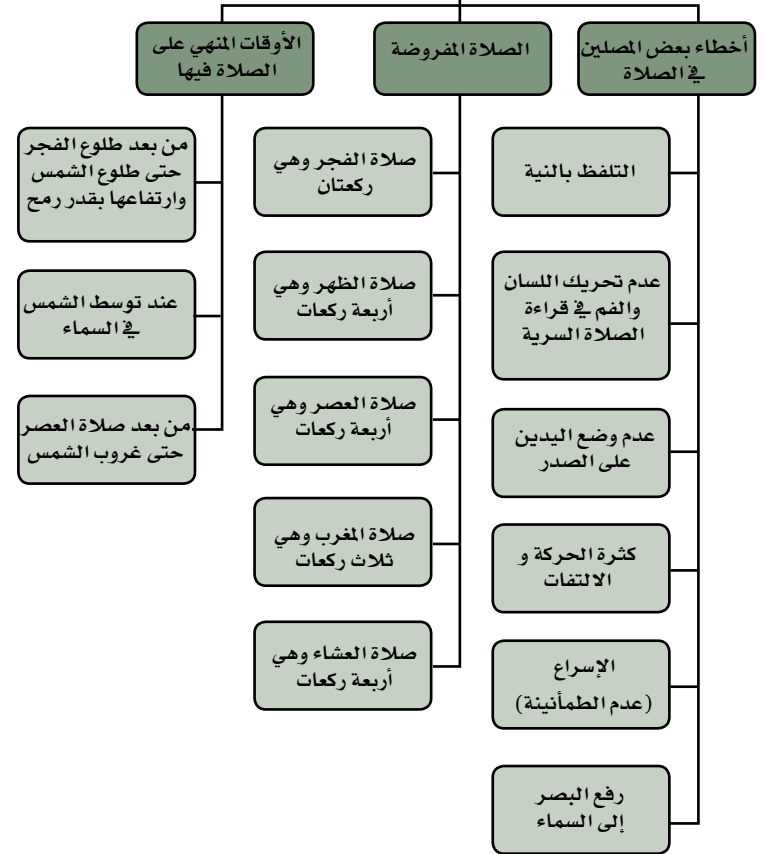 أخطاء بعض المصلين
في الصلاة
التلفظ بالنية
عدم تحريك اللسان
والفم في قراءة
الصلاة السرية
عدم وضع اليدين
على الصدر
كثرة الحركة و
الالتفات
الإسراع
(عدم الطمأنينة)
رفع البصر
إلى السماء
الصلاة المفروضة
صلاة الفجر وهي
ركعتان
صلاة الظهر وهي
أربعة ركعات
صلاة العصر وهي
أربعة ركعات
صلاة المغرب وهي
ثلاث ركعات
صلاة العشاء وهي
أربعة ركعات
الأوقات المنهي على
الصلاة فيها
من بعد طلوع الفجر
حتى طلوع الشمس
وارتفاعها بقدر رمح
عند توسط الشمس
في السماء
من بعد صلاة العصر
حتى غروب الشمس